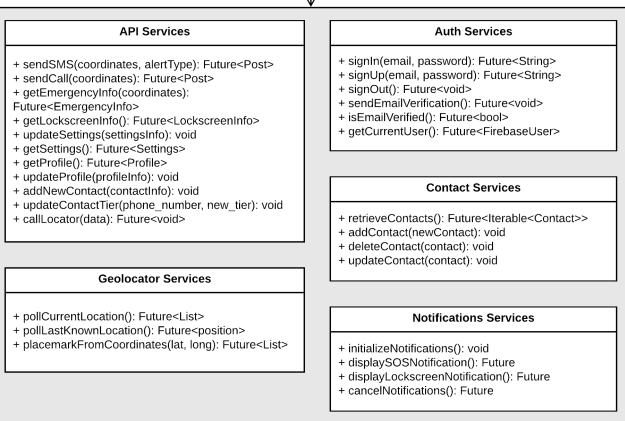 API Services
+ sendSMS(coordinates, alertType): Future<Post>
+ sendCall(coordinates): Future<Post>
+ getEmergencyInfo(coordinates):
Future<EmergencyInfo>
+ getLockscreenInfo(): Future<LockscreenInfo>
+ updateSettings(settingsInfo): void
+ getSettings(): Future<Settings>
+ getProfile(): Future<Profile>
+ updateProfile(profileInfo): void
+ addNewContact(contactInfo): void
+ updateContactTier(phone_number, new_tier): void
+ callLocator(data): Future<void>
Geolocator Services
+ pollCurrentLocation(): Future<List>
+ pollLastKnownLocation(): Future<position>
+ placemarkFromCoordinates(lat, long): Future<List>
Auth Services
+ signIn(email, password): Future<String>
+ signUp(email, password): Future<String>
+ signOut(): Future<void>
+ sendEmailVerification(): Future<void>
+ isEmailVerified(): Future<bool>
+ getCurrentUser(): Future<FirebaseUser>
Contact Services
+ retrieveContacts(): Future<Iterable<Contact>>
+ addContact(newContact): void
+ deleteContact(contact): void
+ updateContact(contact): void
Notifications Services
+ initializeNotifications(): void
+ displaySOSNotification(): Future
+ displayLockscreenNotification(): Future
+ cancelNotifications(): Future